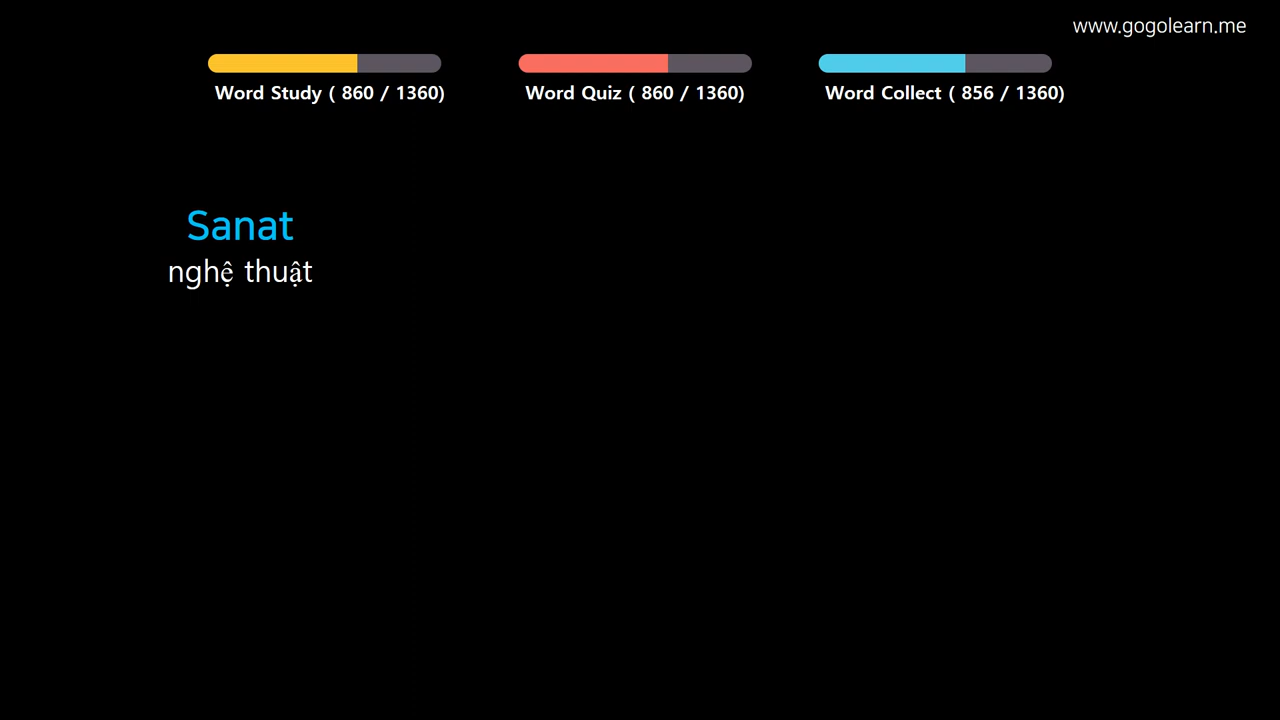 www.gogolearn.me
Word Study ( 860 / 1360)
Word Quiz ( 860 / 1360)
Word Collect ( 856 / 1360)
Sanat
nghệ thuật